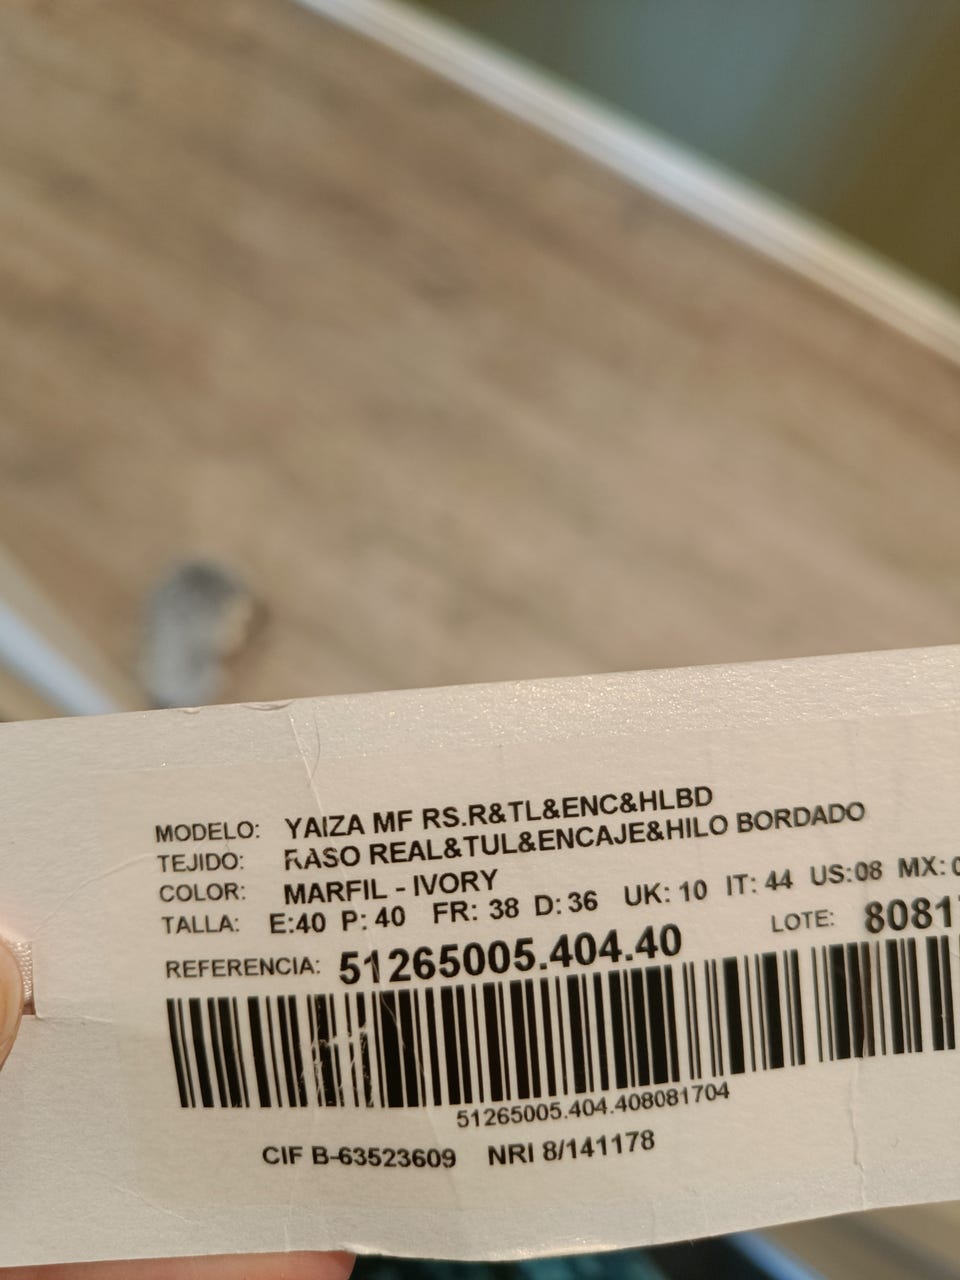 MODELO: YAIZA MF RS.R&TL&ENC&HLBD
TEJIDO: RASO REAL&TUL&ENCAJE&HILO BORDADO
COLOR: MARFIL - IVORY
TALLA: E:40 P: 40 FR: 38 D: 36 UK: 10 IT: 44 US:08 MX:
REFERENCIA: 51265005.404.40 LOTE: 8081
51265005.404.408081704
CIF B-63523609 NRI 8/141178